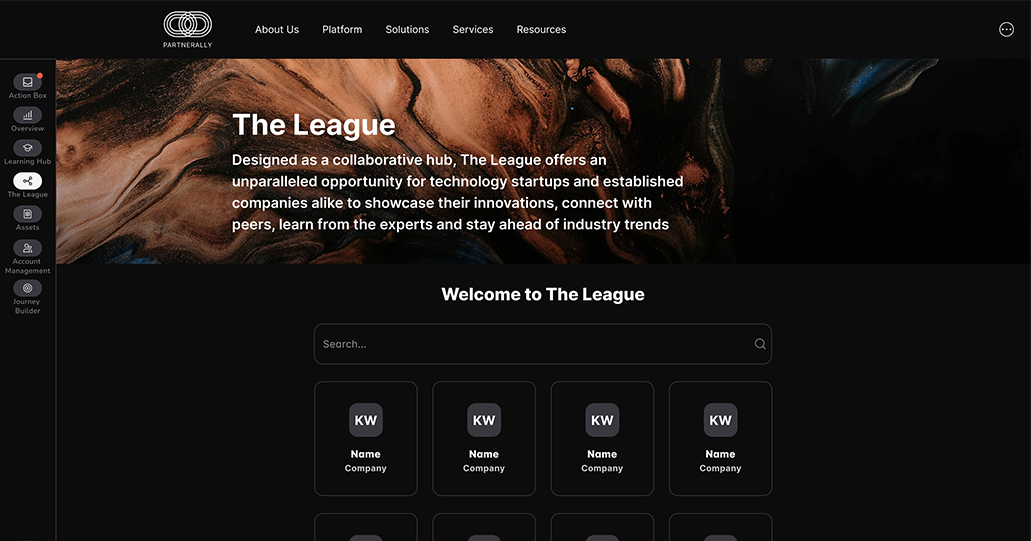 PARTNERALLY
About Us
Platform
Solutions
Services
Resources
Action Box
Overview
Learning Hub
The League
Assets
Account
Management
Journey
Builder
The League
Designed as a collaborative hub, The League offers an
unparalleled opportunity for technology startups and established
companies alike to showcase their innovations, connect with
peers, learn from the experts and stay ahead of industry trends
Welcome to The League
Search...
KW
Name
Company
KW
Name
Company
KW
Name
Company
KW
Name
Company